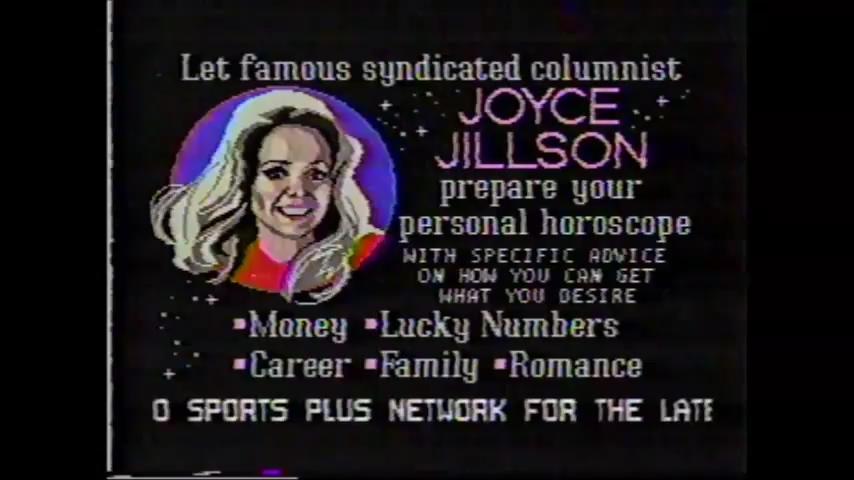 Let famous syndicated columnist
JOYCE
JILLSON
prepare your
personal horoscope
WITH SPECIFIC ADVICE
ON HOW YOU CAN GET
WHAT YOU DESIRE
▪Money ▪Lucky Numbers
▪Career ▪Family ▪Romance
O SPORTS PLUS NETWORK FOR THE LATE